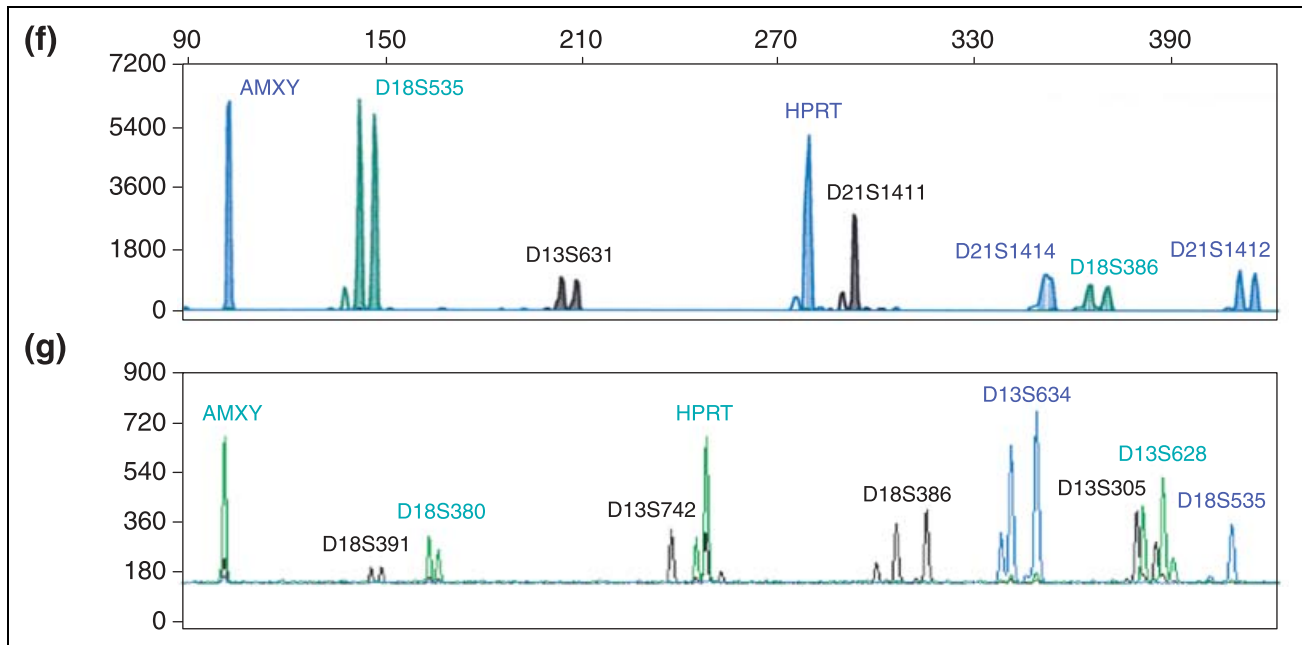 (f)
90 150 210 270 330 390
7200
5400
3600
1800
0
AMXY D18S535
HPRT
D21S1411
D13S631
D21S1414 D18S386 D21S1412
(g)
900
720
540
360
180
0
AMXY HPRT D13S634
D18S380 D13S742 D18S386 D13S305 D13S628
D18S391 D18S535